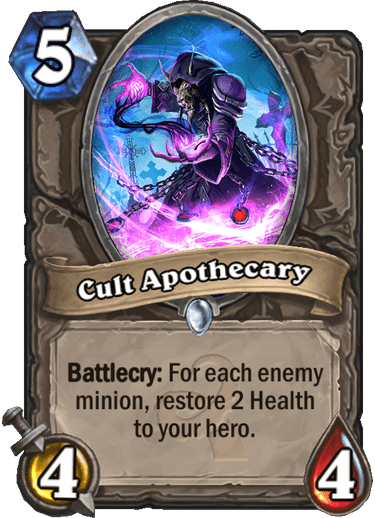 5
Cult Apothecary
Battlecry: For each enemy
minion, restore 2 Health
to your hero.
4
4